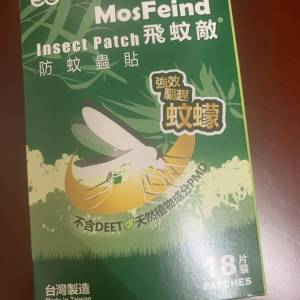 MosFeind
Insect Patch 飛蚊敵®
防蚊蟲貼
強效
驅趕
蚊蠓
不含DEET 天然植物成分PMD
台灣製造
Made in Taiwan
18片裝
PATCHES